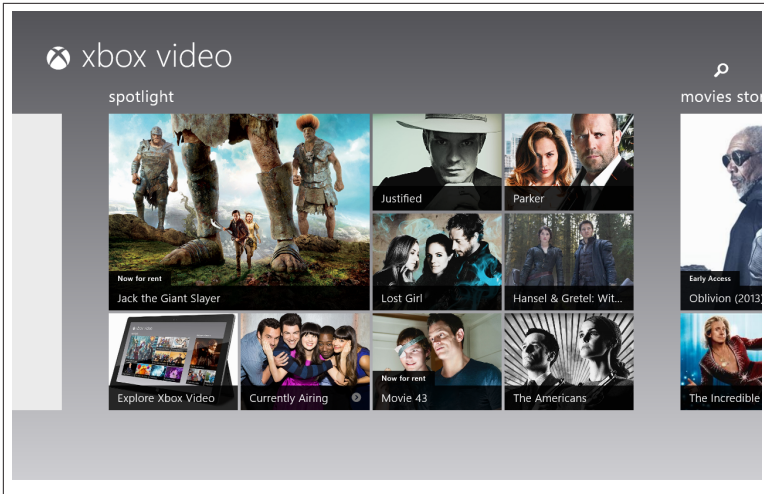 xbox video
spotlight
movies stor
Now for rent
Jack the Giant Slayer
Justified
Parker
Lost Girl
Hansel & Gretel: Wit...
Early Access
Oblivion (2013)
Explore Xbox Video
Currently Airing
Now for rent
Movie 43
The Americans
The Incredible